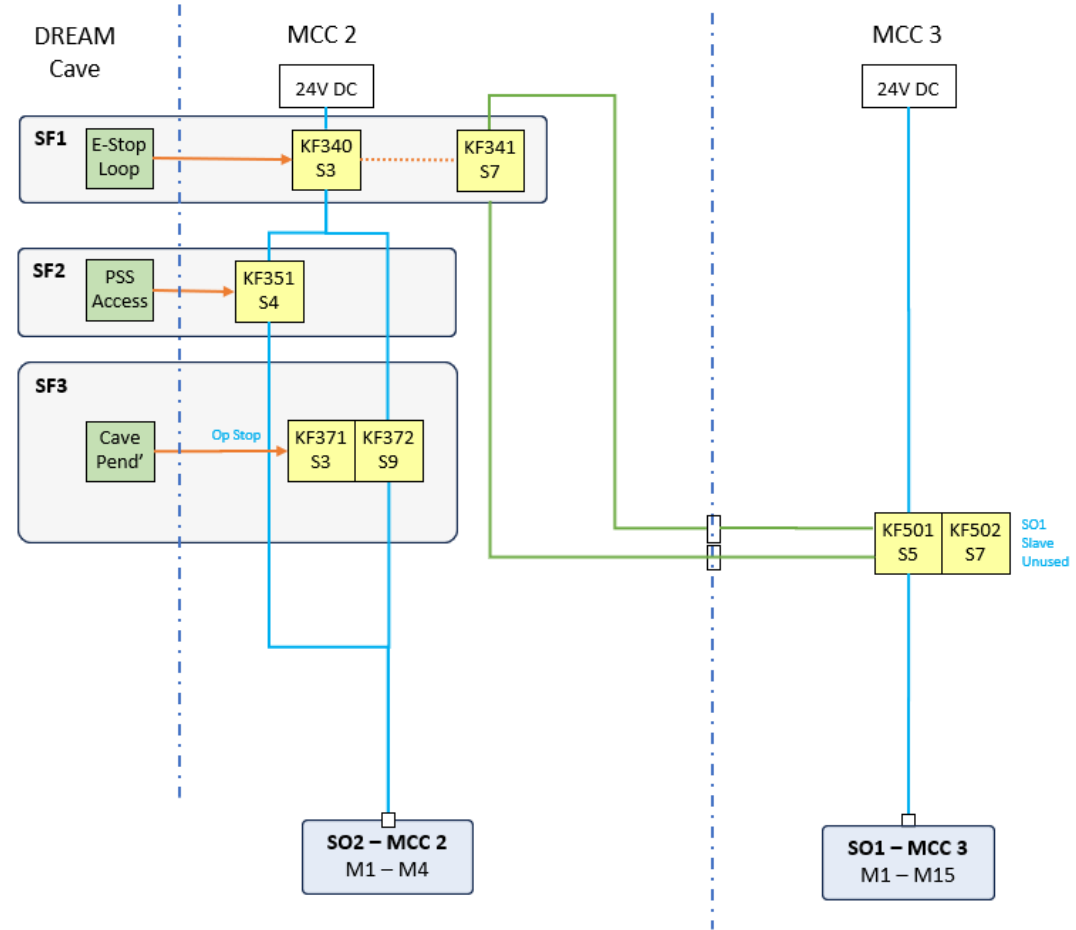 DREAM
Cave
MCC 2
MCC 3
24V DC
24V DC
SF1
E-Stop
Loop
KF340
S3
KF341
S7
SF2
PSS
Access
KF351
S4
SF3
Cave
Pend'
Op Stop
KF371
S3
KF372
S9
KF501
S5
KF502
S7
SO1
Slave
Unused
SO2 – MCC 2
M1 – M4
SO1 – MCC 3
M1 – M15